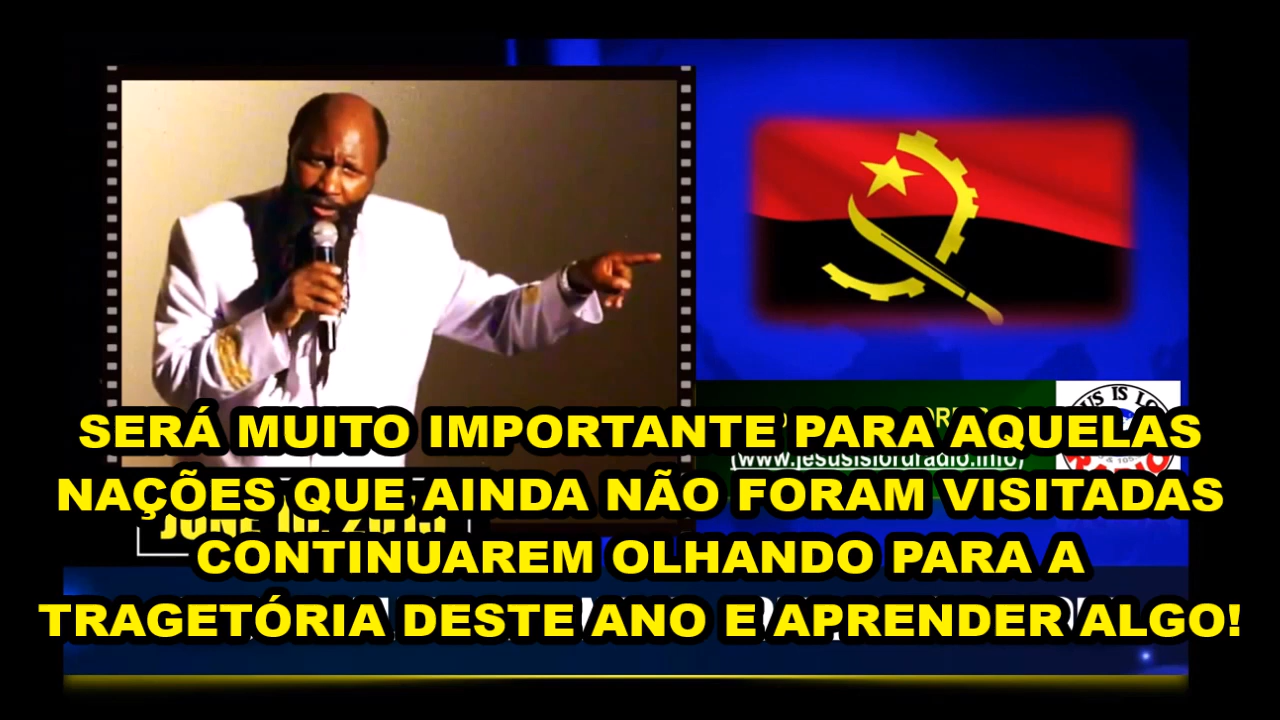 SERÁ MUITO IMPORTANTE PARA AQUELAS
(www.jesusislordradio.info)
NAÇÕES QUE AINDA NÃO FORAM VISITADAS
CONTINUAREM OLHANDO PARA A
TRAGETÓRIA DESTE ANO E APRENDER ALGO!